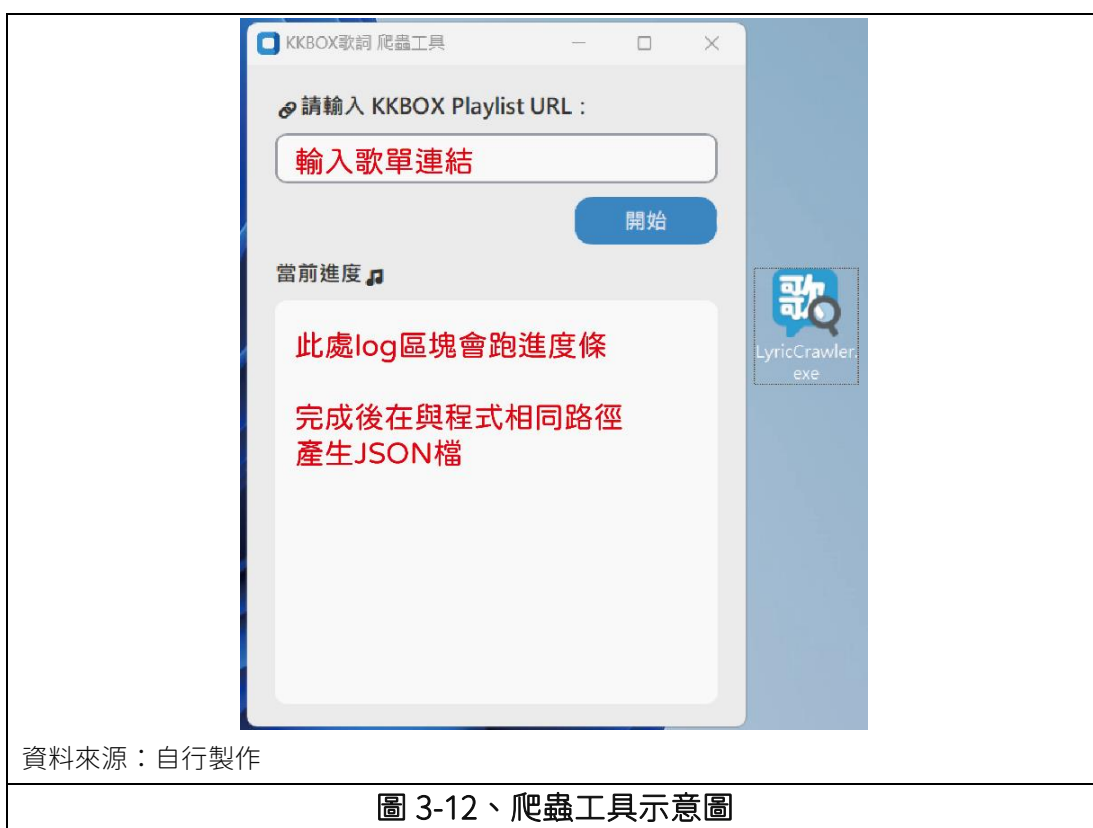 KKBOX歌詞 爬蟲工具
請輸入 KKBOX Playlist URL：
輸入歌單連結
開始
當前進度
此處log區塊會跑進度條
完成後在與程式相同路徑
產生JSON檔
歌
LyricCrawler.
exe
資料來源：自行製作
圖 3-12、爬蟲工具示意圖